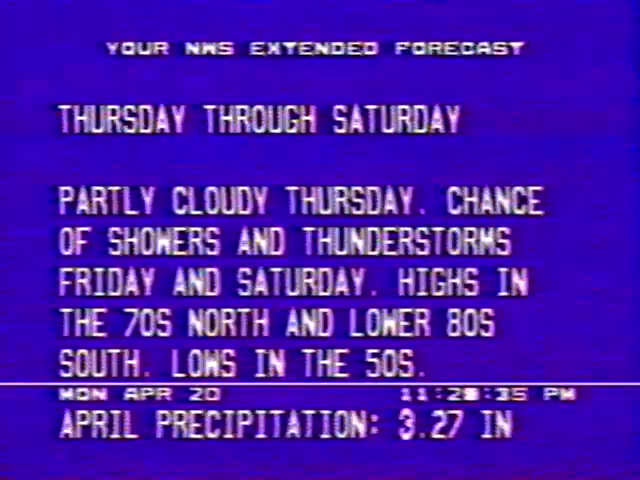 YOUR NWS EXTENDED FORECAST
THURSDAY THROUGH SATURDAY
PARTLY CLOUDY THURSDAY. CHANCE
OF SHOWERS AND THUNDERSTORMS
FRIDAY AND SATURDAY. HIGHS IN
THE 70S NORTH AND LOWER 80S
SOUTH. LOWS IN THE 50S.
MON APR 20 11:28:35 PM
APRIL PRECIPITATION: 3.27 IN